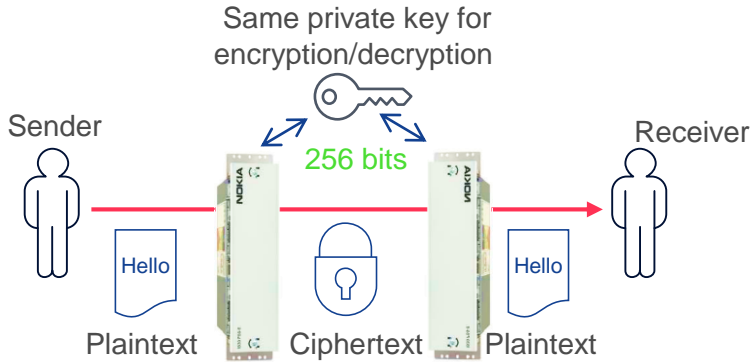 Same private key for
encryption/decryption
Sender
Receiver
256 bits
NOKIA
NOKIA
Hello
Hello
Plaintext
Ciphertext
Plaintext